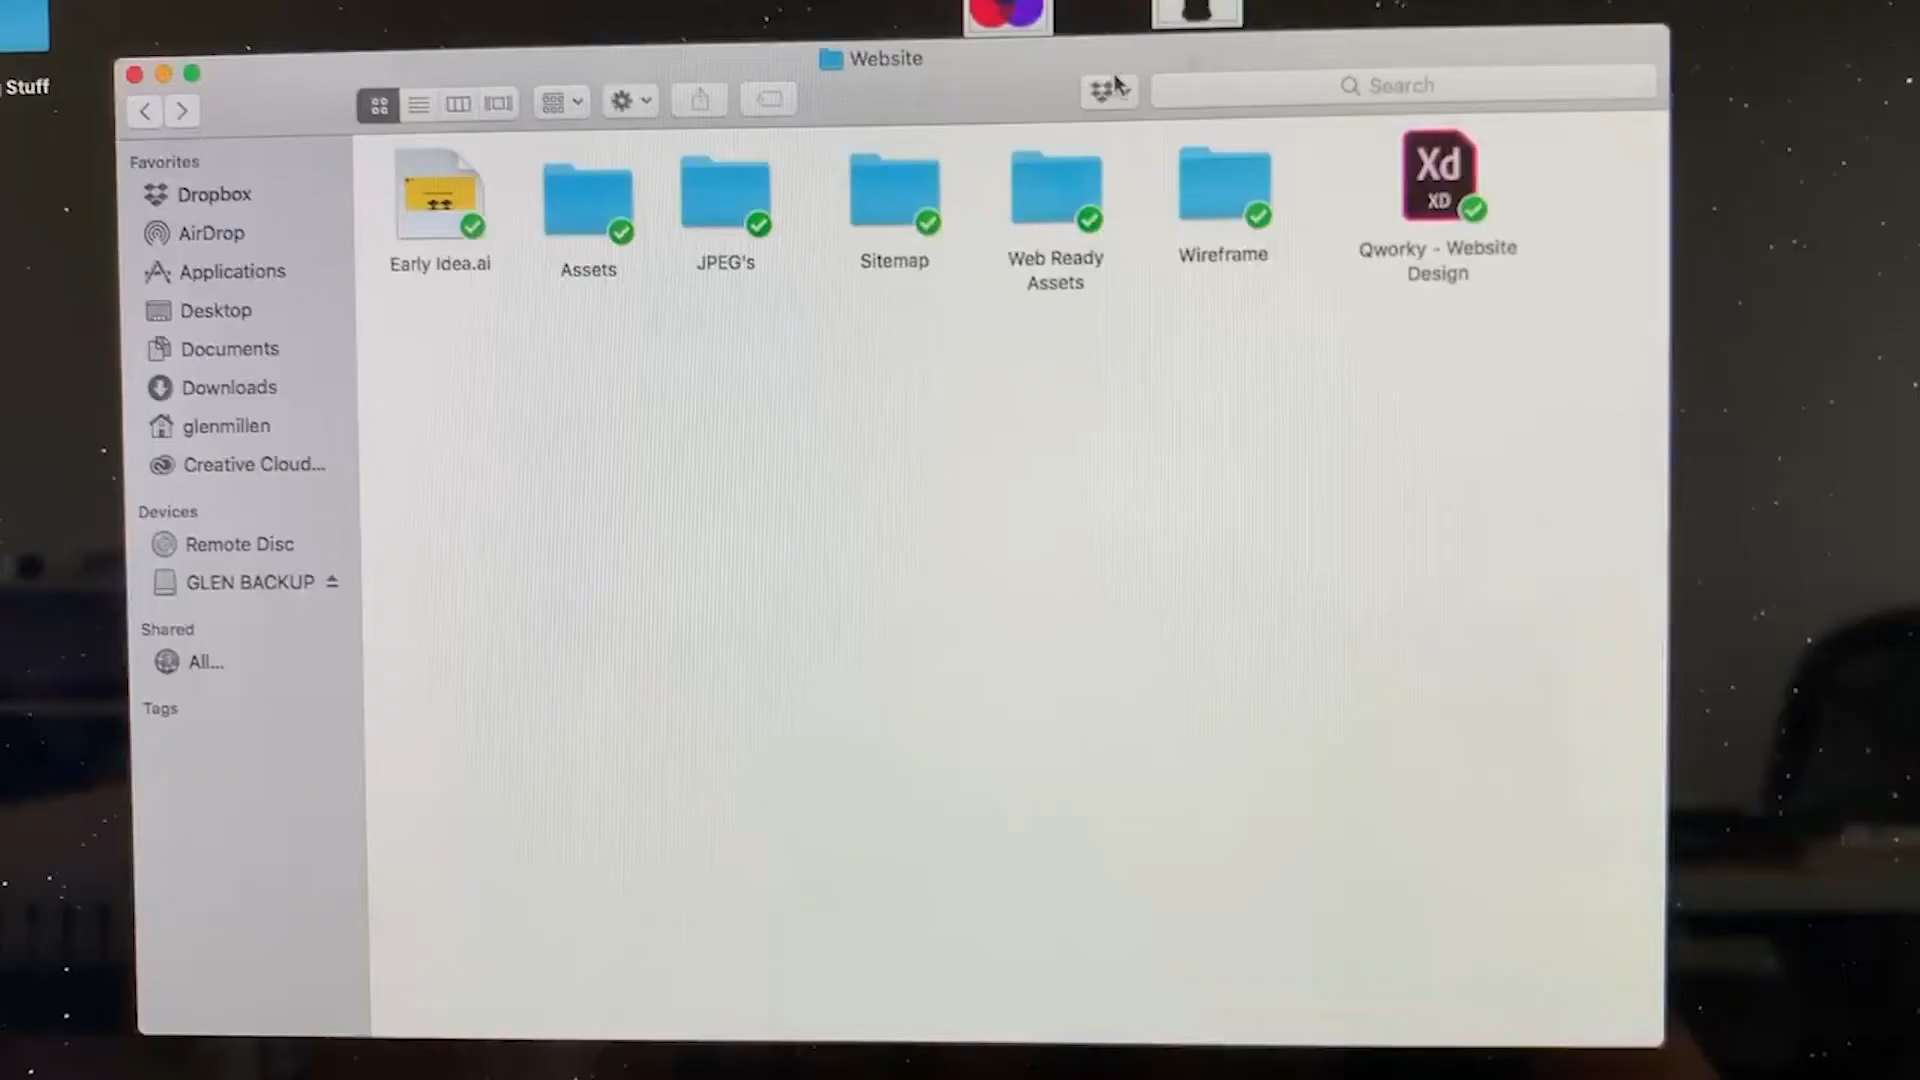 Stuff
Website
Search
Favorites
Dropbox
AirDrop
Applications
Desktop
Documents
Downloads
glenmillen
Creative Cloud...
Devices
Remote Disc
GLEN BACKUP
Shared
All...
Tags
Early Idea.ai
Assets
JPEG's
Sitemap
Web Ready
Assets
Wireframe
Xd
XD
Qworky - Website
Design